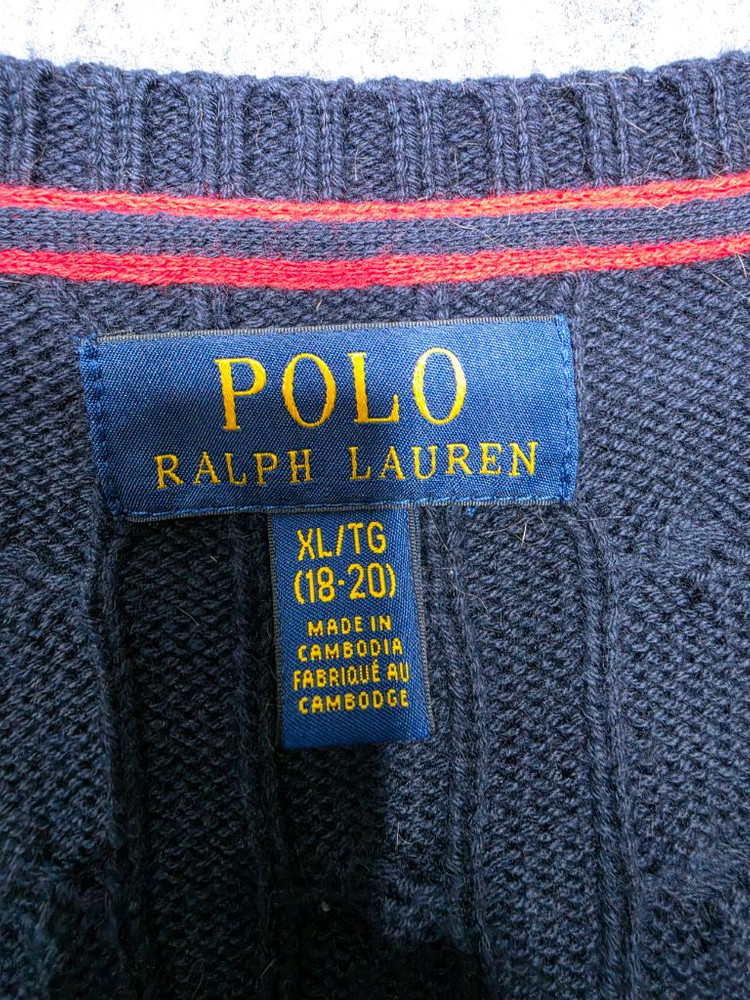 POLO
RALPH LAUREN
XL/TG
(18-20)
MADE IN
CAMBODIA
FABRIQUÉ AU
CAMBODGE